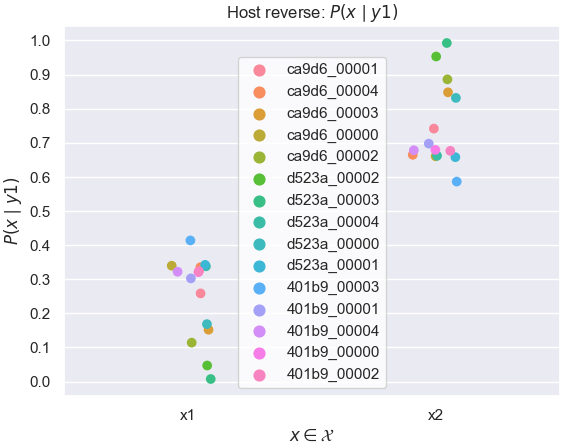 Host reverse: P(x | y1)
P(x | y1)
1.0
0.9
0.8
0.7
0.6
0.5
0.4
0.3
0.2
0.1
0.0
ca9d6_00001
ca9d6_00004
ca9d6_00003
ca9d6_00000
ca9d6_00002
d523a_00002
d523a_00003
d523a_00004
d523a_00000
d523a_00001
401b9_00003
401b9_00001
401b9_00004
401b9_00000
401b9_00002
x1
x2
x ∈ 𝒳